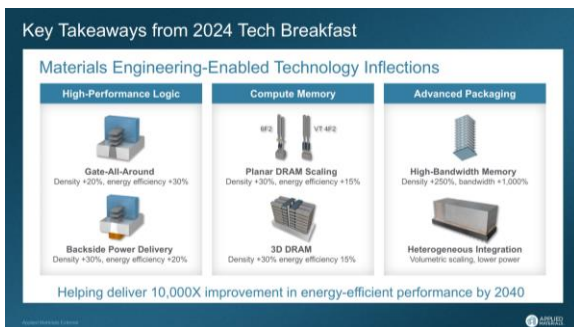 Key Takeaways from 2024 Tech Breakfast
Materials Engineering-Enabled Technology Inflections
High-Performance Logic
Gate-All-Around
Density +20%, energy efficiency +30%
Backside Power Delivery
Density +30%, energy efficiency +20%
Compute Memory
6F2
VT 4F2
Planar DRAM Scaling
Density +30%, energy efficiency +15%
3D DRAM
Density +30% energy efficiency 15%
Advanced Packaging
High-Bandwidth Memory
Density +250%, bandwidth +1,000%
Heterogeneous Integration
Volumetric scaling, lower power
Helping deliver 10,000X improvement in energy-efficient performance by 2040
Applied Materials External
APPLIED
MATERIALS